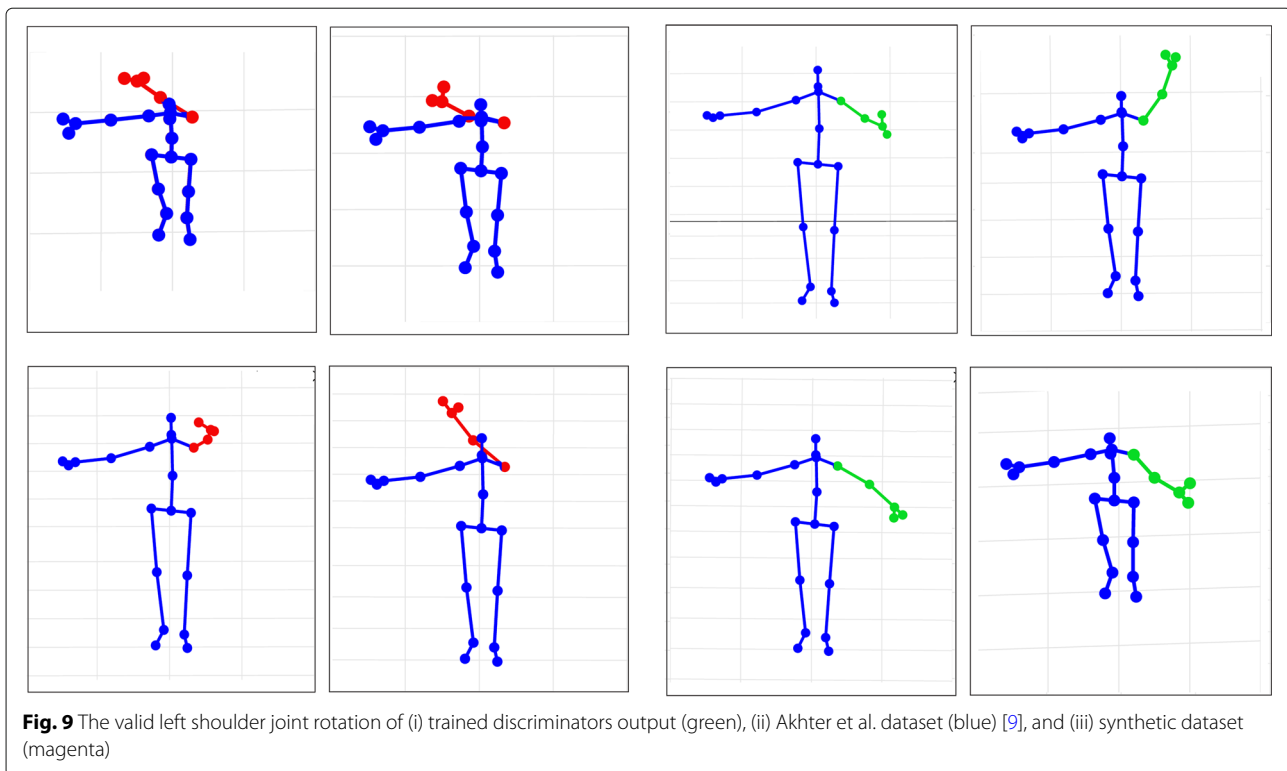 Fig. 9 The valid left shoulder joint rotation of (i) trained discriminators output (green), (ii) Akhter et al. dataset (blue) [9], and (iii) synthetic dataset
(magenta)